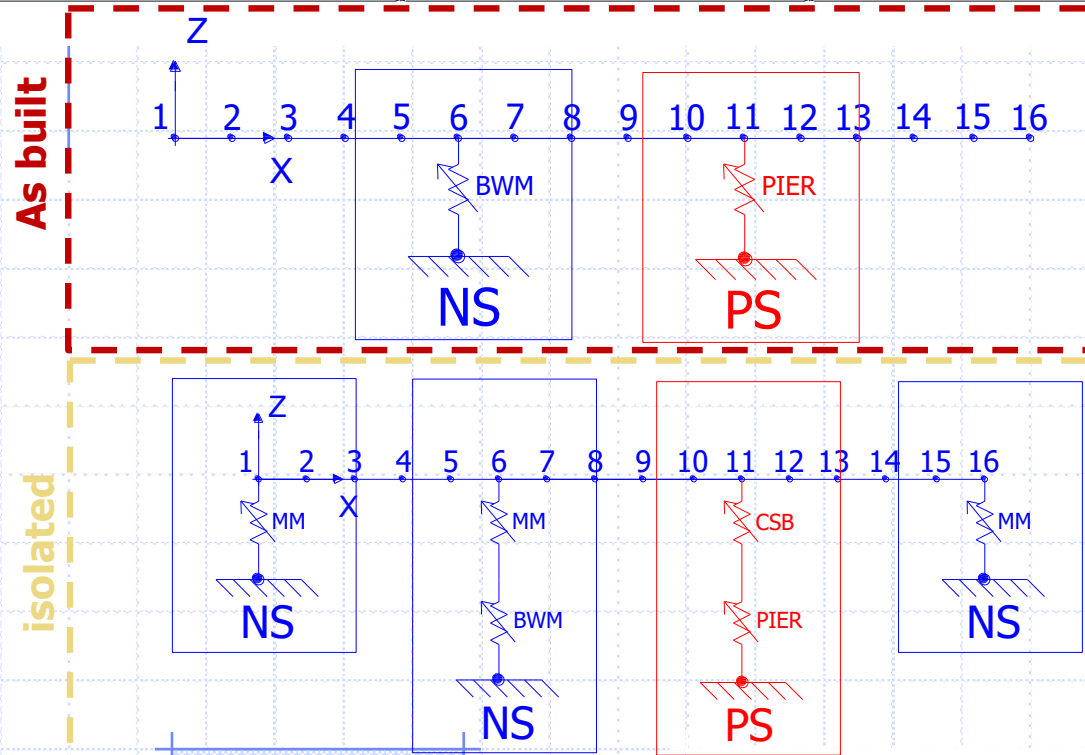 As built
Z
1 2 3 4 5 6 7 8 9 10 11 12 13 14 15 16
X
BWM PIER
NS PS
isolated
Z
1 2 3 4 5 6 7 8 9 10 11 12 13 14 15 16
X
MM MM CSB MM
NS NS
BWM PIER
NS PS